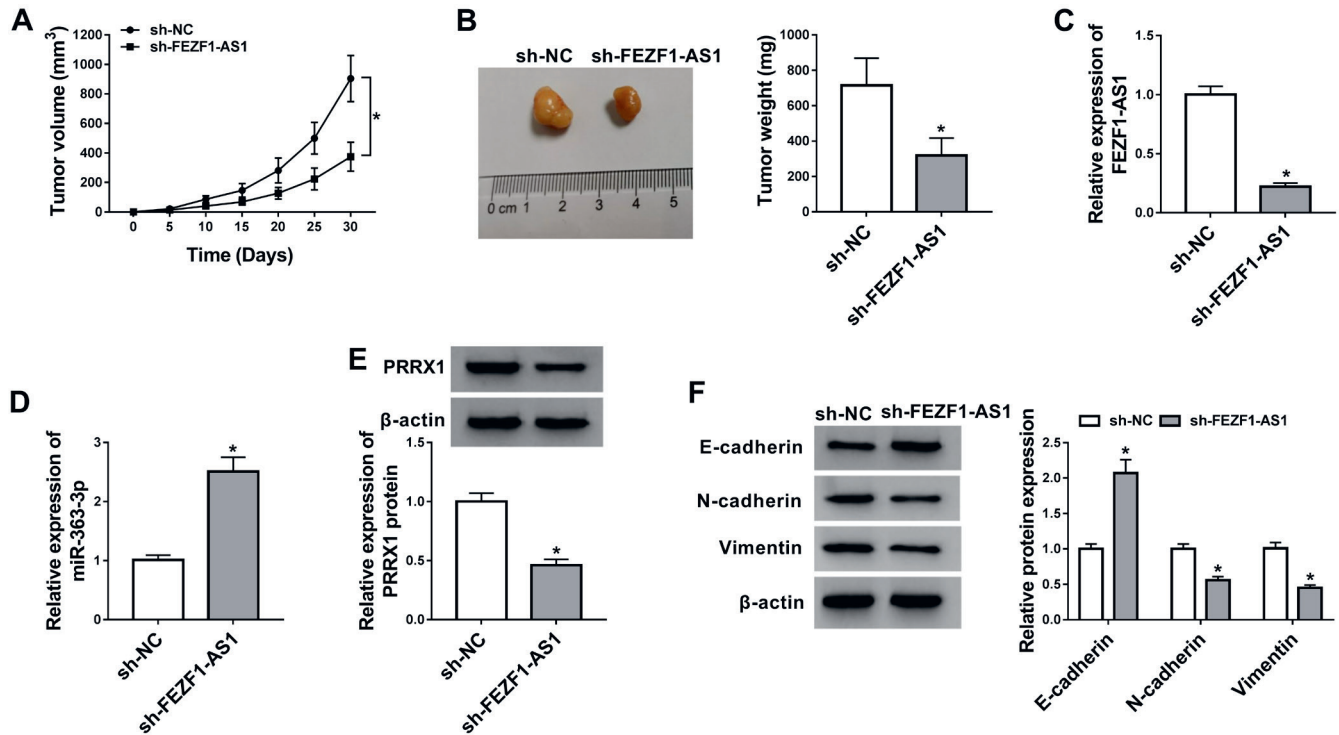 A
sh-NC
sh-FEZF1-AS1
Tumor volume (mm³)
1200
1000
800
600
400
200
0
0 5 10 15 20 25 30
Time (Days)
*
B
sh-NC sh-FEZF1-AS1
0 cm 1 2 3 4 5
Tumor weight (mg)
1000
800
600
400
200
0
*
sh-NC
sh-FEZF1-AS1
C
Relative expression of
FEZF1-AS1
1.5
1.0
0.5
0.0
*
sh-NC
sh-FEZF1-AS1
D
Relative expression of
miR-363-3p
3
2
1
0
*
sh-NC
sh-FEZF1-AS1
E
PRRX1
β-actin
Relative expression of
PRRX1 protein
1.5
1.0
0.5
0.0
*
sh-NC
sh-FEZF1-AS1
F
sh-NC sh-FEZF1-AS1
E-cadherin
N-cadherin
Vimentin
β-actin
sh-NC sh-FEZF1-AS1
Relative protein expression
2.5
2.0
1.5
1.0
0.5
0.0
*
*
*
E-cadherin
N-cadherin
Vimentin